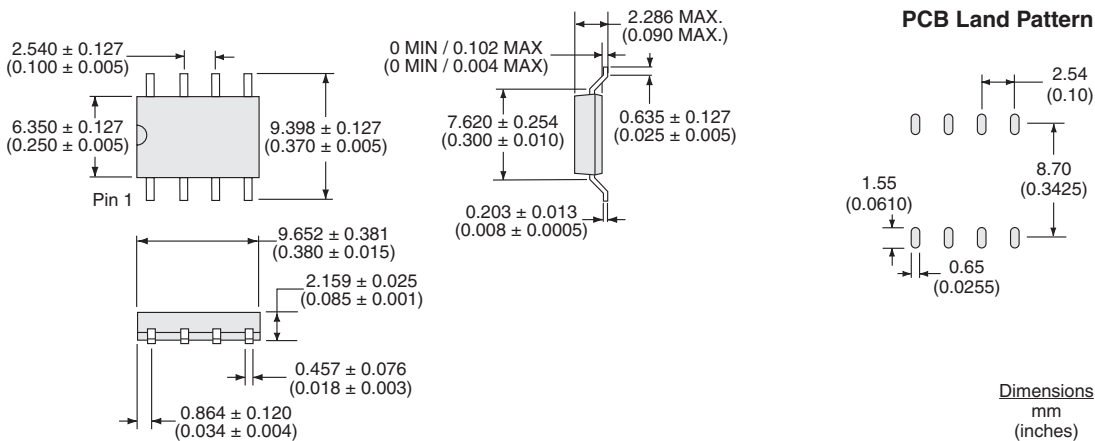 2.540 ± 0.127
(0.100 ± 0.005)
6.350 ± 0.127
(0.250 ± 0.005)
9.398 ± 0.127
(0.370 ± 0.005)
Pin 1
9.652 ± 0.381
(0.380 ± 0.015)
2.159 ± 0.025
(0.085 ± 0.001)
0.457 ± 0.076
(0.018 ± 0.003)
0.864 ± 0.120
(0.034 ± 0.004)
2.286 MAX.
(0.090 MAX.)
0 MIN / 0.102 MAX
(0 MIN / 0.004 MAX)
7.620 ± 0.254
(0.300 ± 0.010)
0.635 ± 0.127
(0.025 ± 0.005)
0.203 ± 0.013
(0.008 ± 0.0005)
PCB Land Pattern
2.54
(0.10)
8.70
(0.3425)
1.55
(0.0610)
0.65
(0.0255)
Dimensions
mm
(inches)